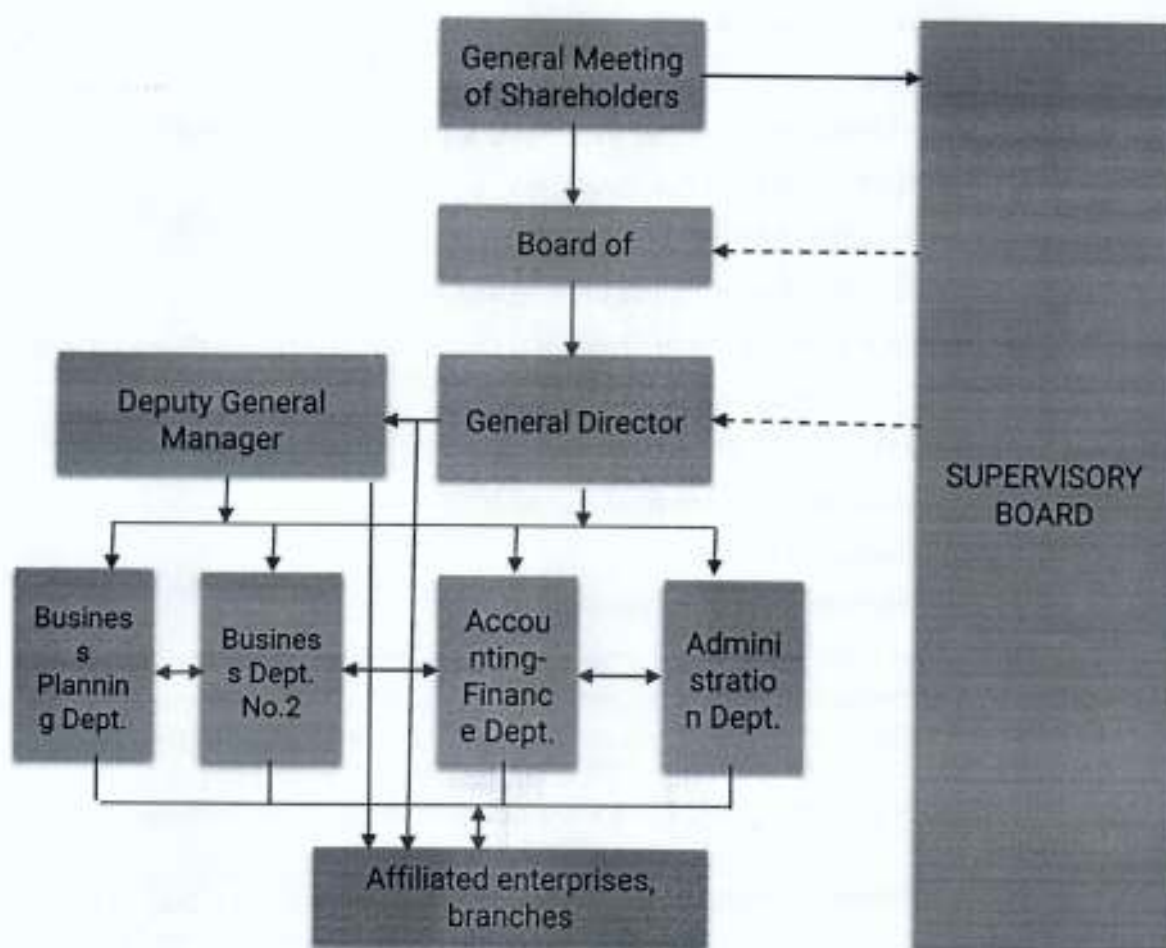 General Meeting
of Shareholders
Board of
Deputy General
Manager
General Director
SUPERVISORY
BOARD
Busines
s
Plannin
g Dept.
Busines
s Dept.
No.2
Accou
nting-
Financ
e Dept.
Admini
stratio
n Dept.
Affiliated enterprises,
branches